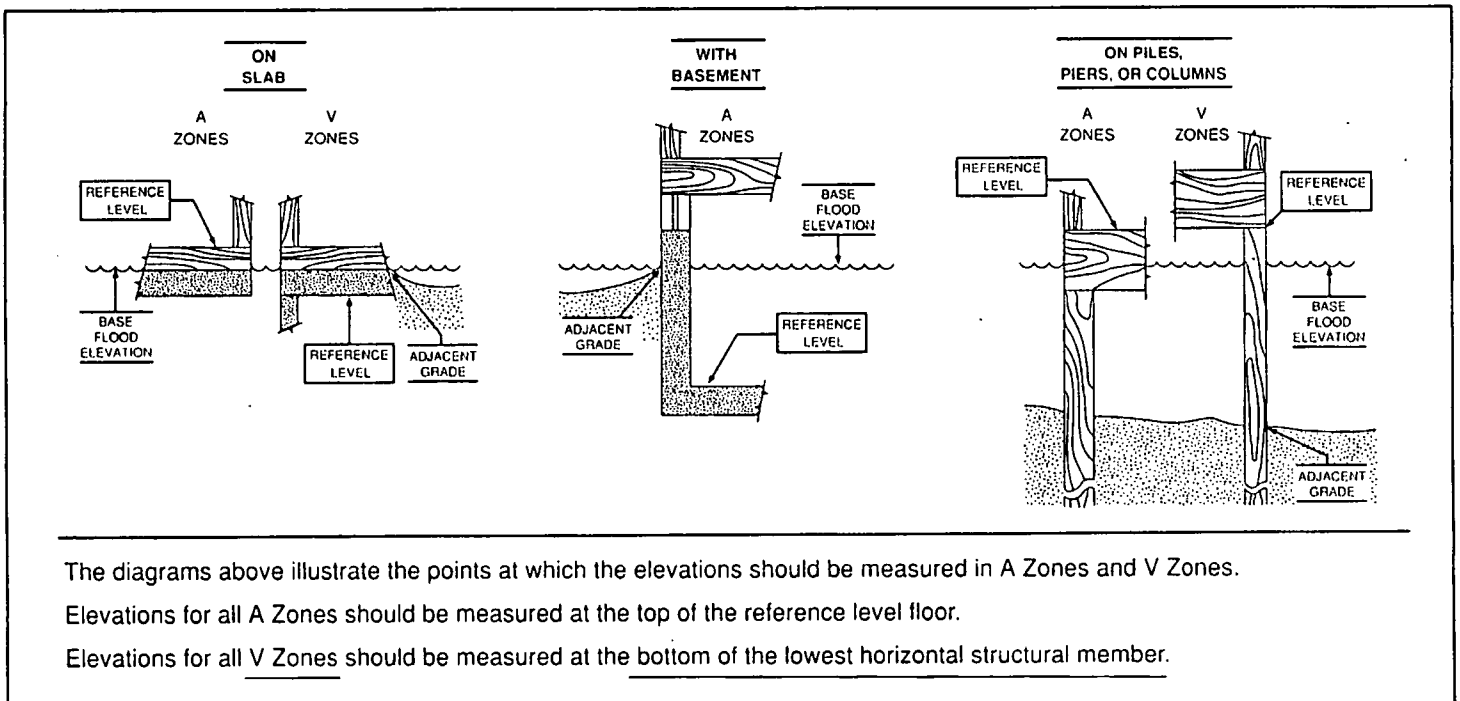 ON
SLAB
A
ZONES
V
ZONES
REFERENCE
LEVEL
BASE
FLOOD
ELEVATION
REFERENCE
LEVEL
ADJACENT
GRADE
WITH
BASEMENT
A
ZONES
BASE
FLOOD
ELEVATION
ADJACENT
GRADE
REFERENCE
LEVEL
ON PILES,
PIERS, OR COLUMNS
A
ZONES
V
ZONES
REFERENCE
LEVEL
REFERENCE
LEVEL
BASE
FLOOD
ELEVATION
ADJACENT
GRADE
The diagrams above illustrate the points at which the elevations should be measured in A Zones and V Zones.
Elevations for all A Zones should be measured at the top of the reference level floor.
Elevations for all V Zones should be measured at the bottom of the lowest horizontal structural member.